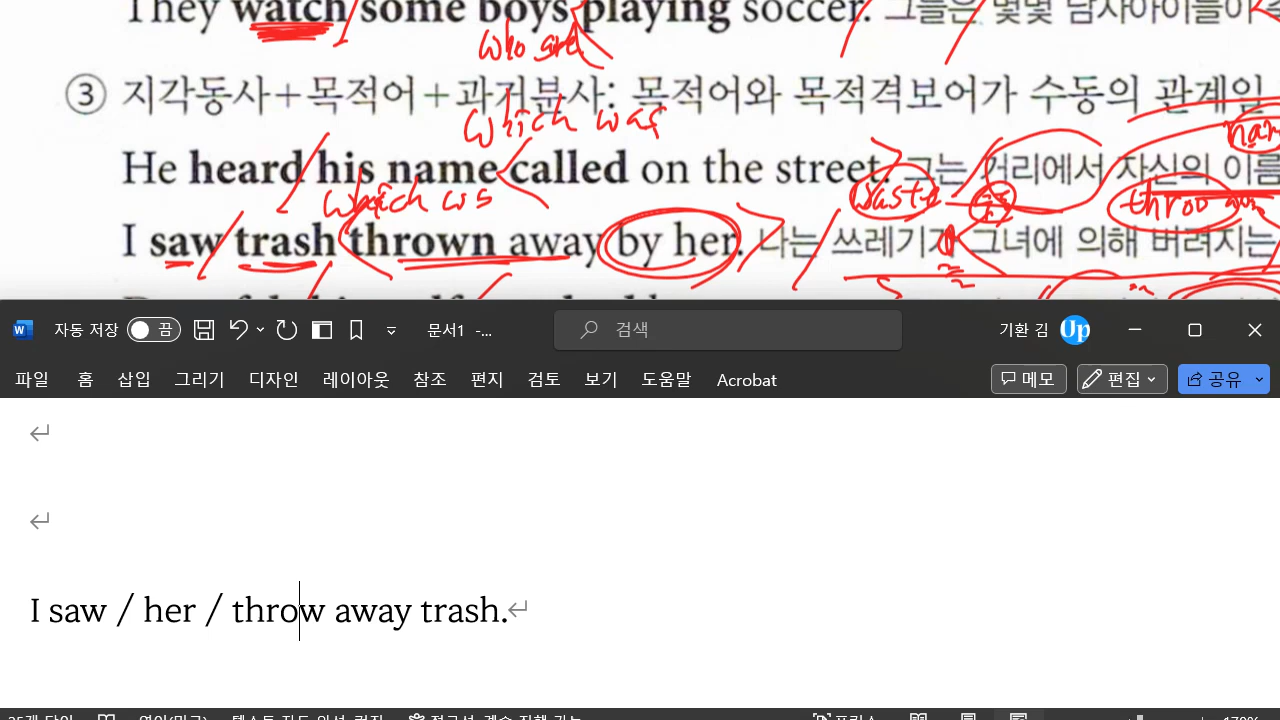 They watch some boys playing soccer. 그들은 몇몇 남자아이들이
who are
③ 지각동사+목적어+과거분사: 목적어와 목적격보어가 수동의 관계임
which was
He heard his name called on the street. 그는 거리에서 자신의 이름
which was
I saw trash thrown away by her. 나는 쓰레기가 그녀에 의해 버려지는
자동 저장 끔 문서1 -... 검색 기환 김 Up
파일 홈 삽입 그리기 디자인 레이아웃 참조 편지 검토 보기 도움말 Acrobat 메모 편집 공유
I saw / her / throw away trash.